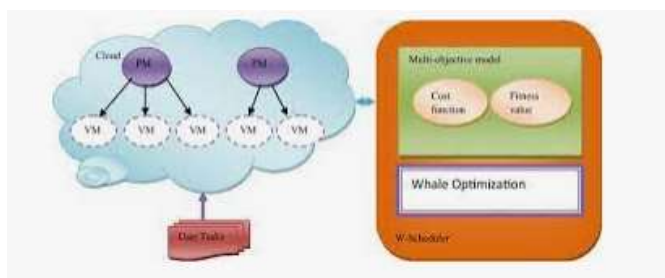 Cloud
PM
PM
VM
VM
VM
VM
VM
User Tasks
Multi-objective model
Cost
function
Fitness
value
Whale Optimization
W-Scheduler